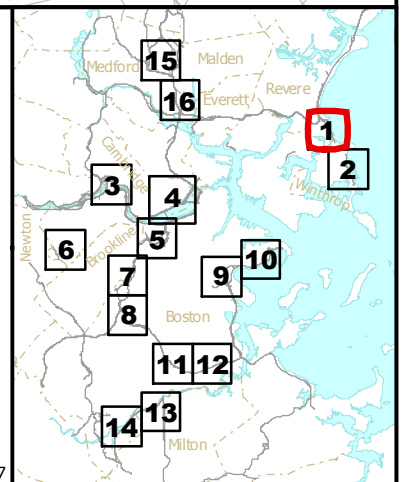 15
Medford
Malden
16
Everett
Revere
1
2
Winthrop
Cambridge
3
4
5
Newton
6
Brookline
7
8
9
10
Boston
11
12
13
14
Milton
7